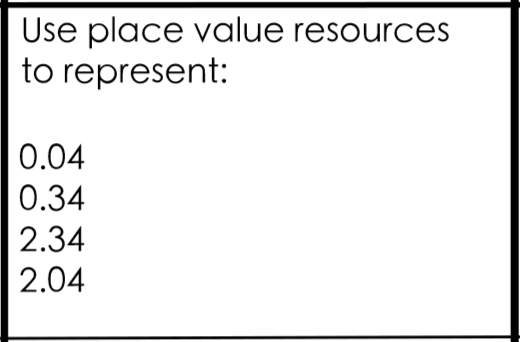 Use place value resources
to represent:
0.04
0.34
2.34
2.04